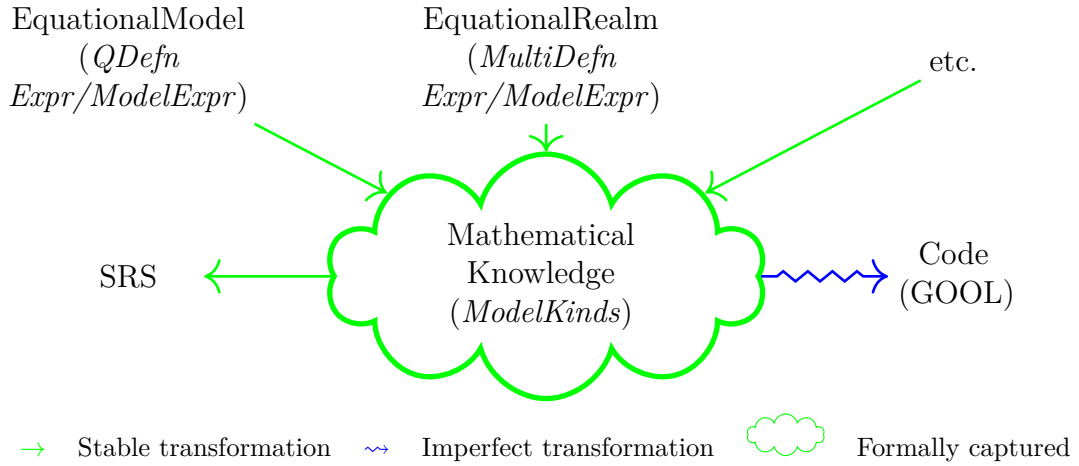 EquationalModel
(QDefn
Expr/ModelExpr)
EquationalRealm
(MultiDefn
Expr/ModelExpr)
etc.
SRS
Mathematical
Knowledge
(ModelKinds)
Code
(GOOL)
Stable transformation
Imperfect transformation
Formally captured